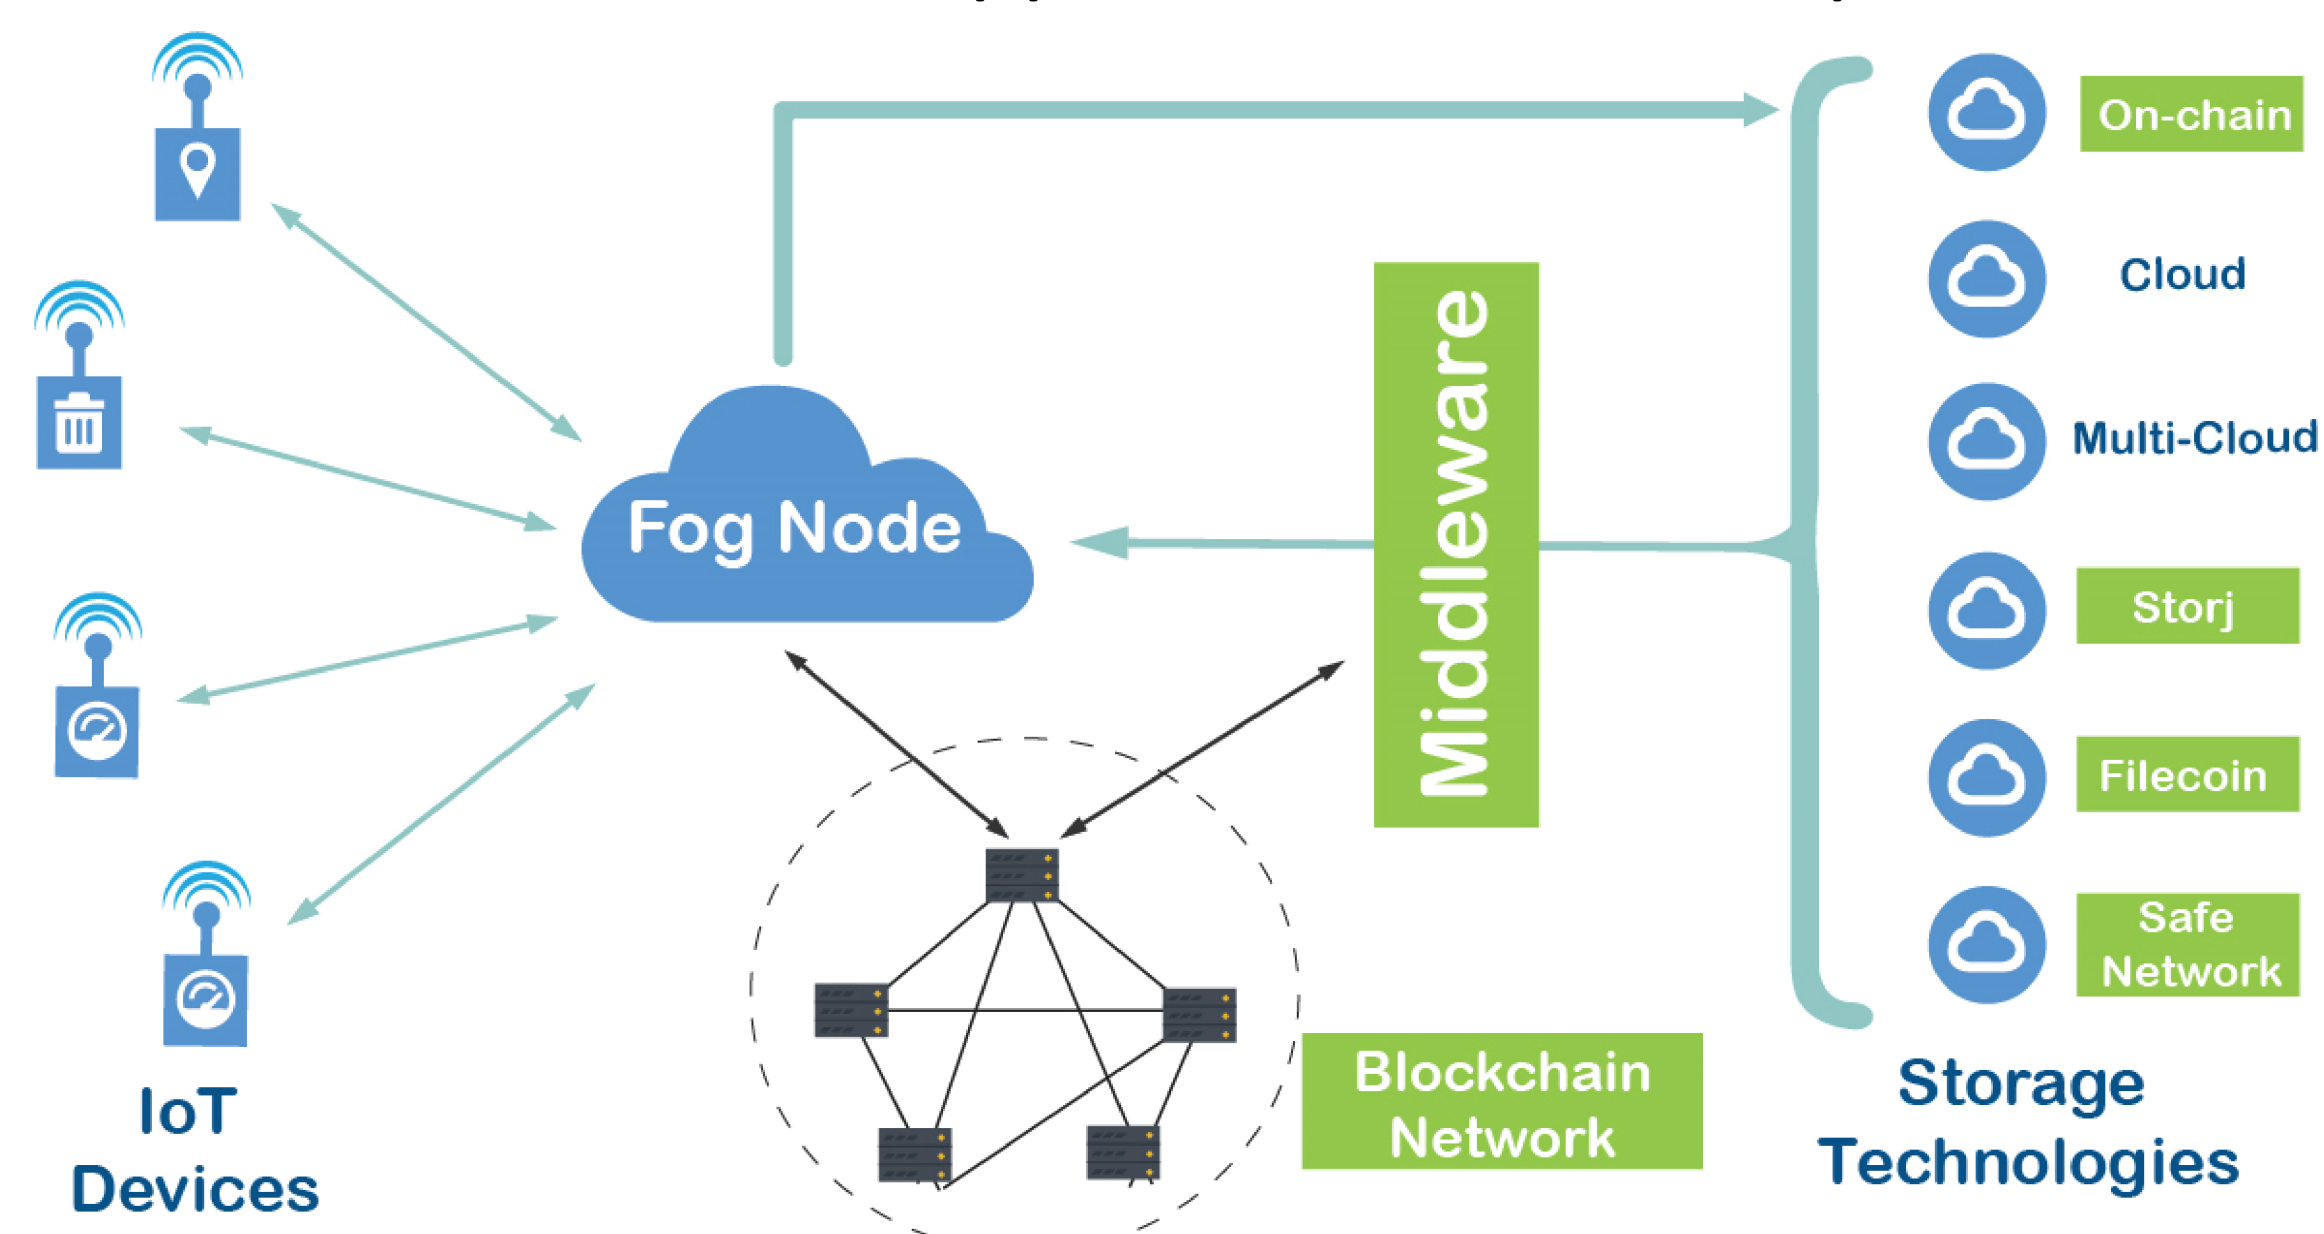 On-chain
Cloud
Multi-Cloud
Storj
Filecoin
Safe
Network
Storage
Technologies
Middleware
Fog Node
Blockchain
Network
IoT
Devices